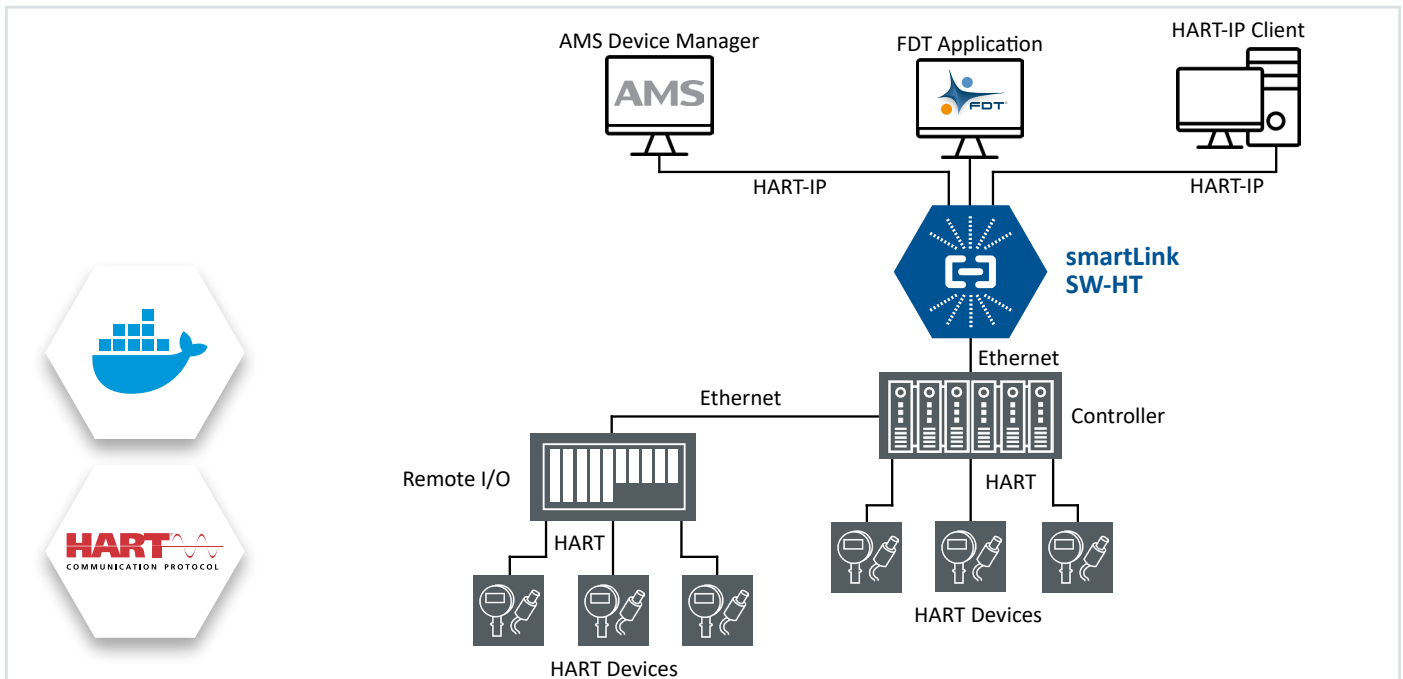 AMS Device Manager
FDT Application
HART-IP Client
AMS
FDT
HART-IP
HART-IP
smartLink
SW-HT
Ethernet
Ethernet
Controller
Remote I/O
HART
HART
HART
COMMUNICATION PROTOCOL
HART Devices
HART Devices